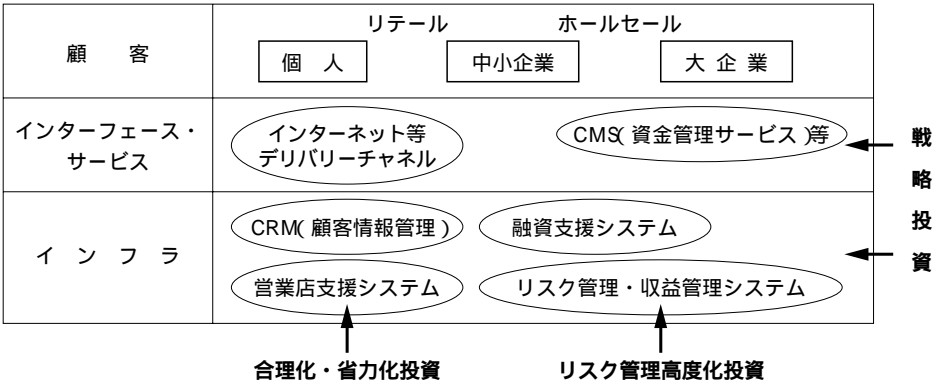 リテール ホールセール
顧 客
個 人 中小企業 大 企 業
インターフェース・
サービス
インターネット等
デリバリーチャネル
CMS(資金管理サービス)等
インフラ
CRM(顧客情報管理)
融資支援システム
営業店支援システム
リスク管理・収益管理システム
戦略投資
合理化・省力化投資 リスク管理高度化投資